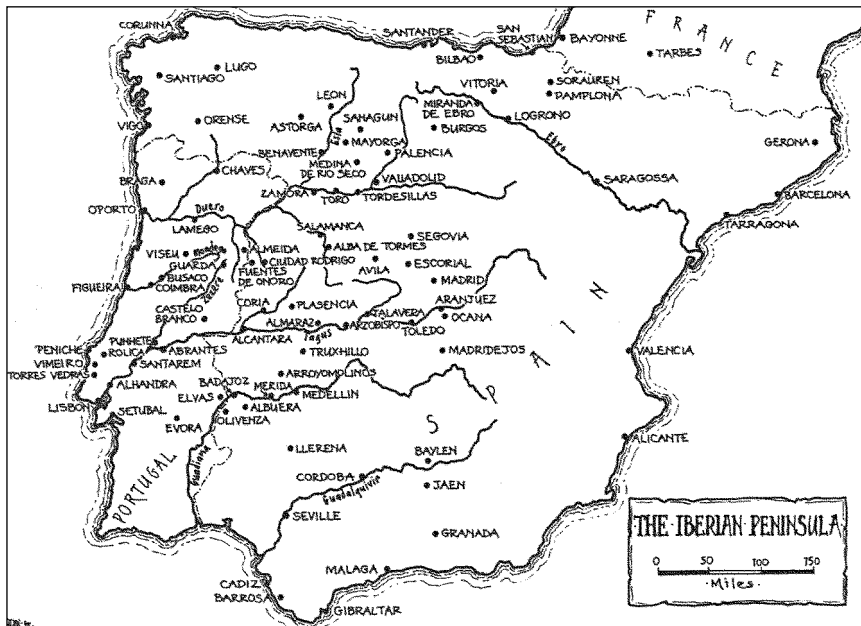 CORUNNA
SANTANDER
SAN
SEBASTIAN
BAYONNE
FRANCE
TARBES
BILBAO
LUGO
SANTIAGO
VITORIA
SORAUREN
PAMPLONA
LEON
MIRANDA
DE EBRO
LOGRONO
VIGO
ORENSE
ASTORGA
SAHAGUN
BURGOS
Esla
MAYORGA
Ebro
GERONA
BENAVENTE
PALENCIA
MEDINA
DE RIO SECO
CHAVES
BRAGA
VALLADOLID
SARAGOSSA
ZAMORA
TORO
TORDESILLAS
BARCELONA
OPORTO
Duero
TARRAGONA
LAMEGO
SALAMANCA
SEGOVIA
VISEU
ALMEIDA
ALBA DE TORMES
GUARDA
CIUDAD RODRIGO
ESCORIAL
BUSACO
FUENTES
DE ONORO
AVILA
COIMBRA
FIGUEIRA
MADRID
CASTELO
BRANCO
CORIA
PLASENCIA
TALAVERA
ARANJUEZ
ALMARAZ
ARZOBISPO
OCANA
TOLEDO
PUNHETE
ALCANTARA
Tagus
PENICHE
ROLICA
ABRANTES
TRUXHILLO
MADRIDEJOS
VALENCIA
VIMEIRO
SANTAREM
TORRES VEDRAS
ARROYOMOLINOS
ALHANDRA
BADAJOZ
MERIDA
ELVAS
MEDELLIN
LISBON
ALBUERA
SETUBAL
OLIVENZA
EVORA
SPAIN
ALICANTE
PORTUGAL
Guadiana
LLERENA
BAYLEN
CORDOBA
Guadalquivir
JAEN
SEVILLE
GRANADA
THE IBERIAN PENINSULA
0 50 100 150
·Miles·
MALAGA
CADIZ
BARROSA
GIBRALTAR